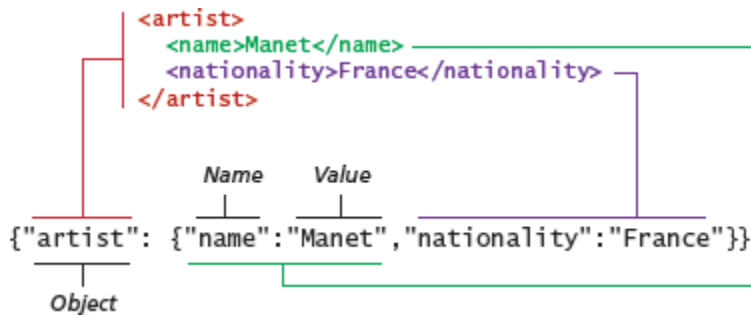 <artist>
<name>Manet</name>
<nationality>France</nationality>
</artist>
Name Value
{"artist": {"name":"Manet","nationality":"France"}}
Object